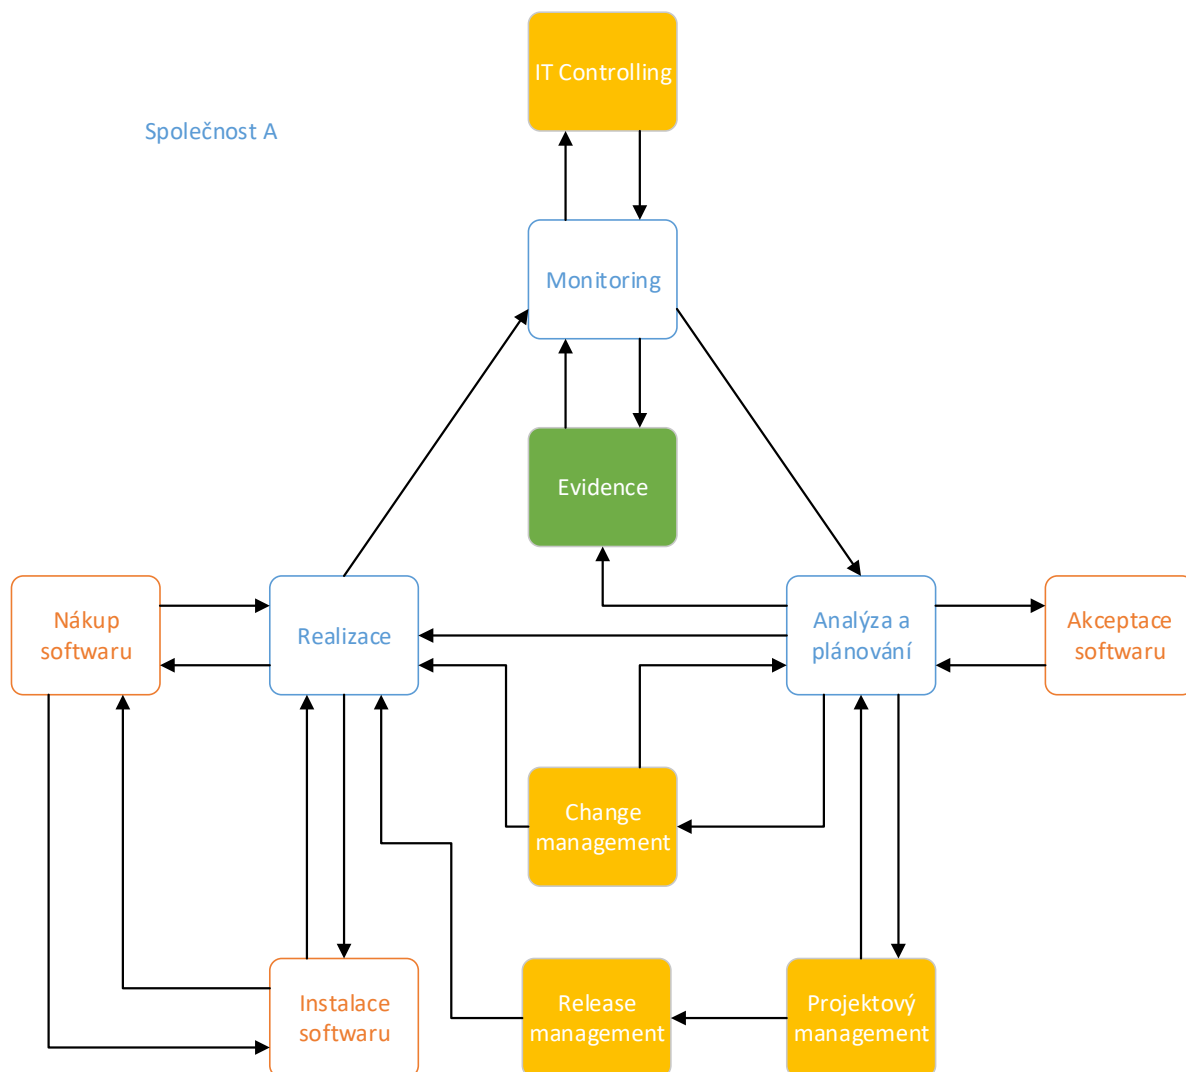 IT Controlling
Společnost A
Monitoring
Evidence
Nákup
softwaru
Realizace
Analýza a
plánování
Akceptace
softwaru
Change
management
Instalace
softwaru
Release
management
Projektový
management